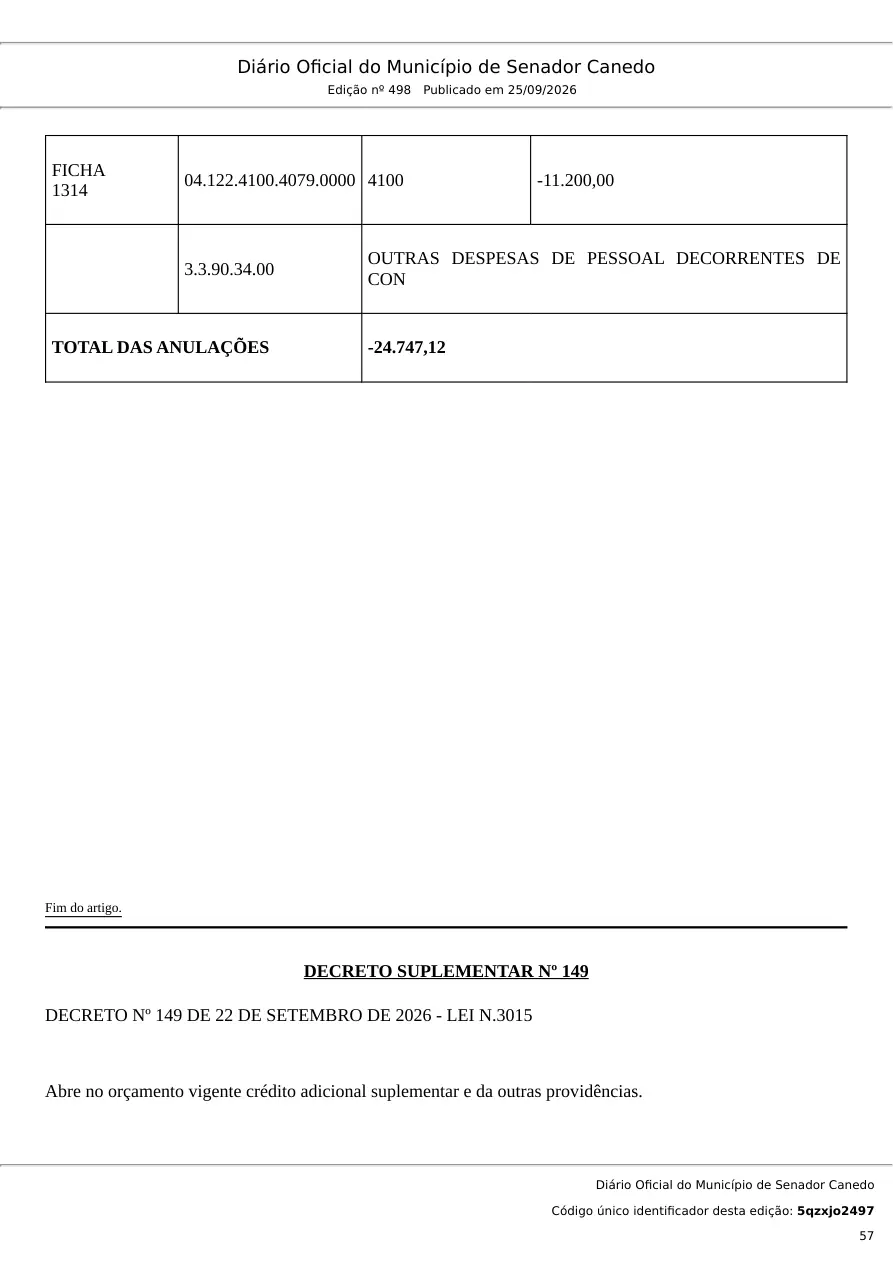 Diário Oficial do Município de Senador Canedo
Edição nº 498 Publicado em 25/09/2026
FICHA
1314
04.122.4100.4079.0000
4100
-11.200,00
3.3.90.34.00
OUTRAS DESPESAS DE PESSOAL DECORRENTES DE
CON
TOTAL DAS ANULAÇÕES
-24.747,12
Fim do artigo.
DECRETO SUPLEMENTAR Nº 149
DECRETO Nº 149 DE 22 DE SETEMBRO DE 2026 - LEI N.3015
Abre no orçamento vigente crédito adicional suplementar e da outras providências.
Diário Oficial do Município de Senador Canedo
Código único identificador desta edição: 5qzxjo2497
57